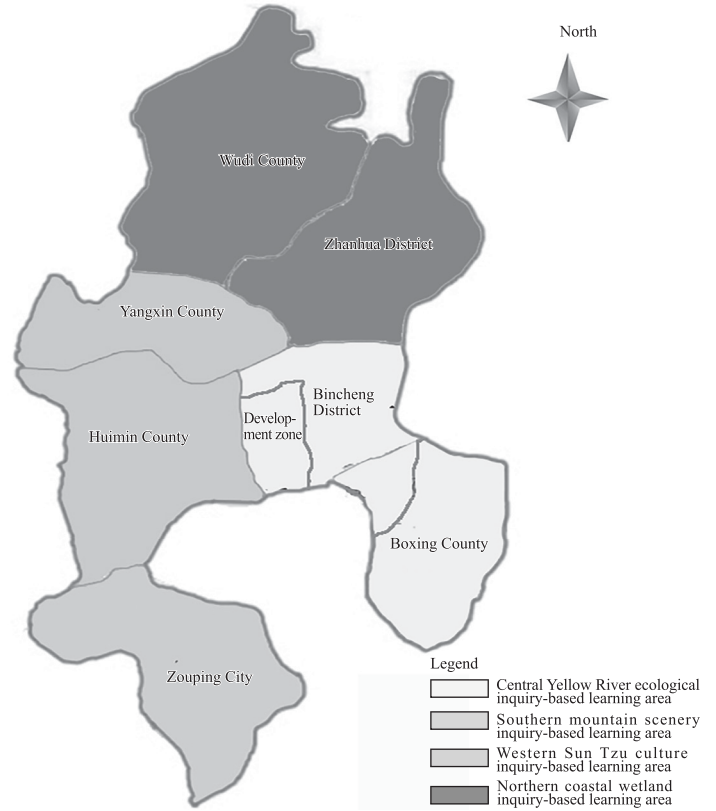 North
Wudi County
Zhanhua District
Yangxin County
Bincheng
District
Develop-
ment zone
Huimin County
Boxing County
Zouping City
Legend
Central Yellow River ecological
inquiry-based learning area
Southern mountain scenery
inquiry-based learning area
Western Sun Tzu culture
inquiry-based learning area
Northern coastal wetland
inquiry-based learning area